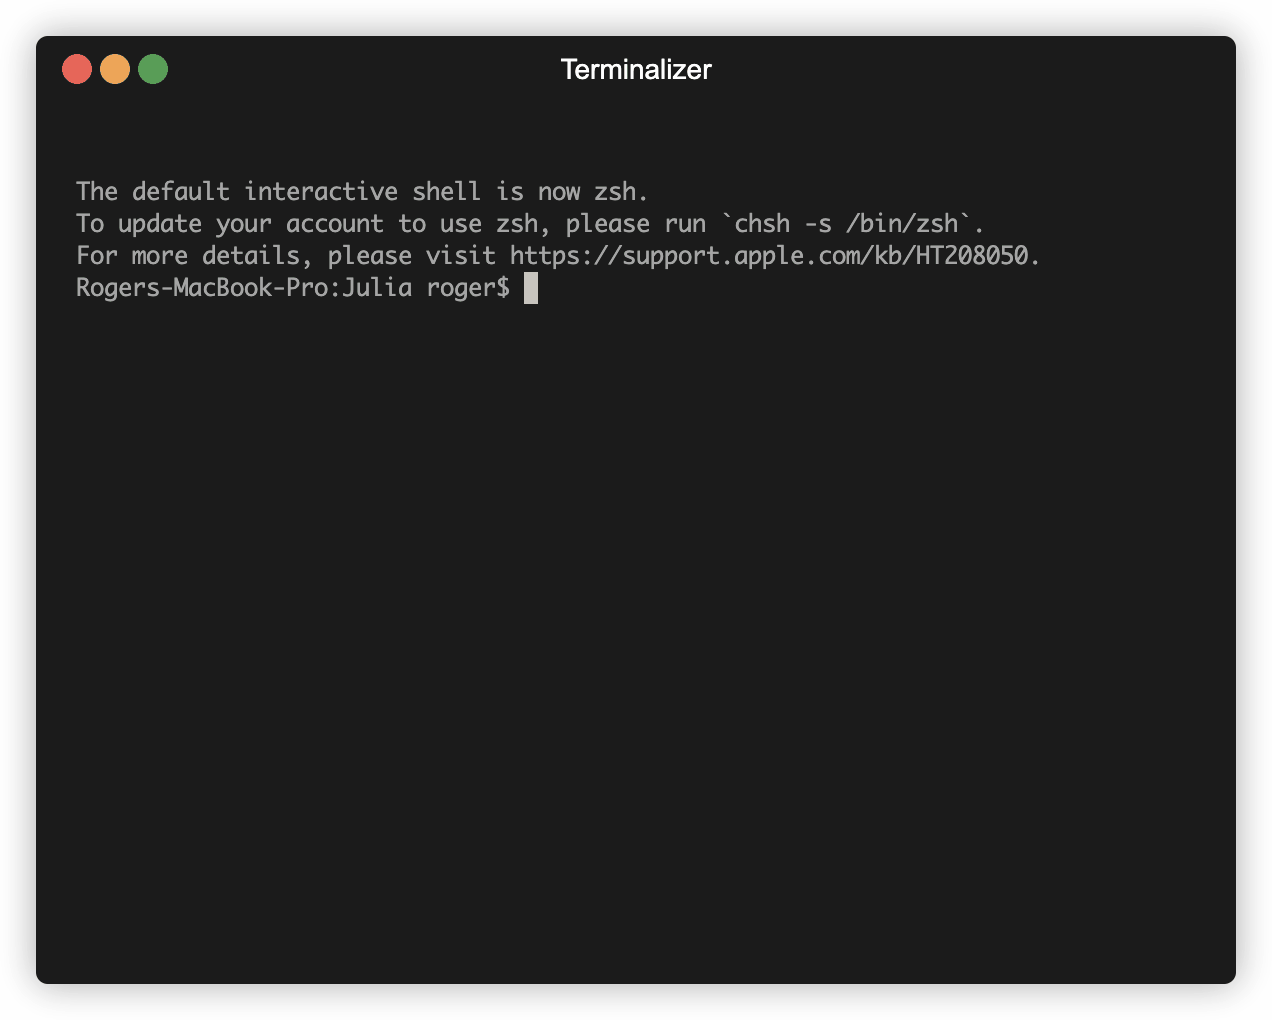 Terminalizer
The default interactive shell is now zsh.
To update your account to use zsh, please run `chsh -s /bin/zsh`.
For more details, please visit https://support.apple.com/kb/HT208050.
Rogers-MacBook-Pro:Julia roger$